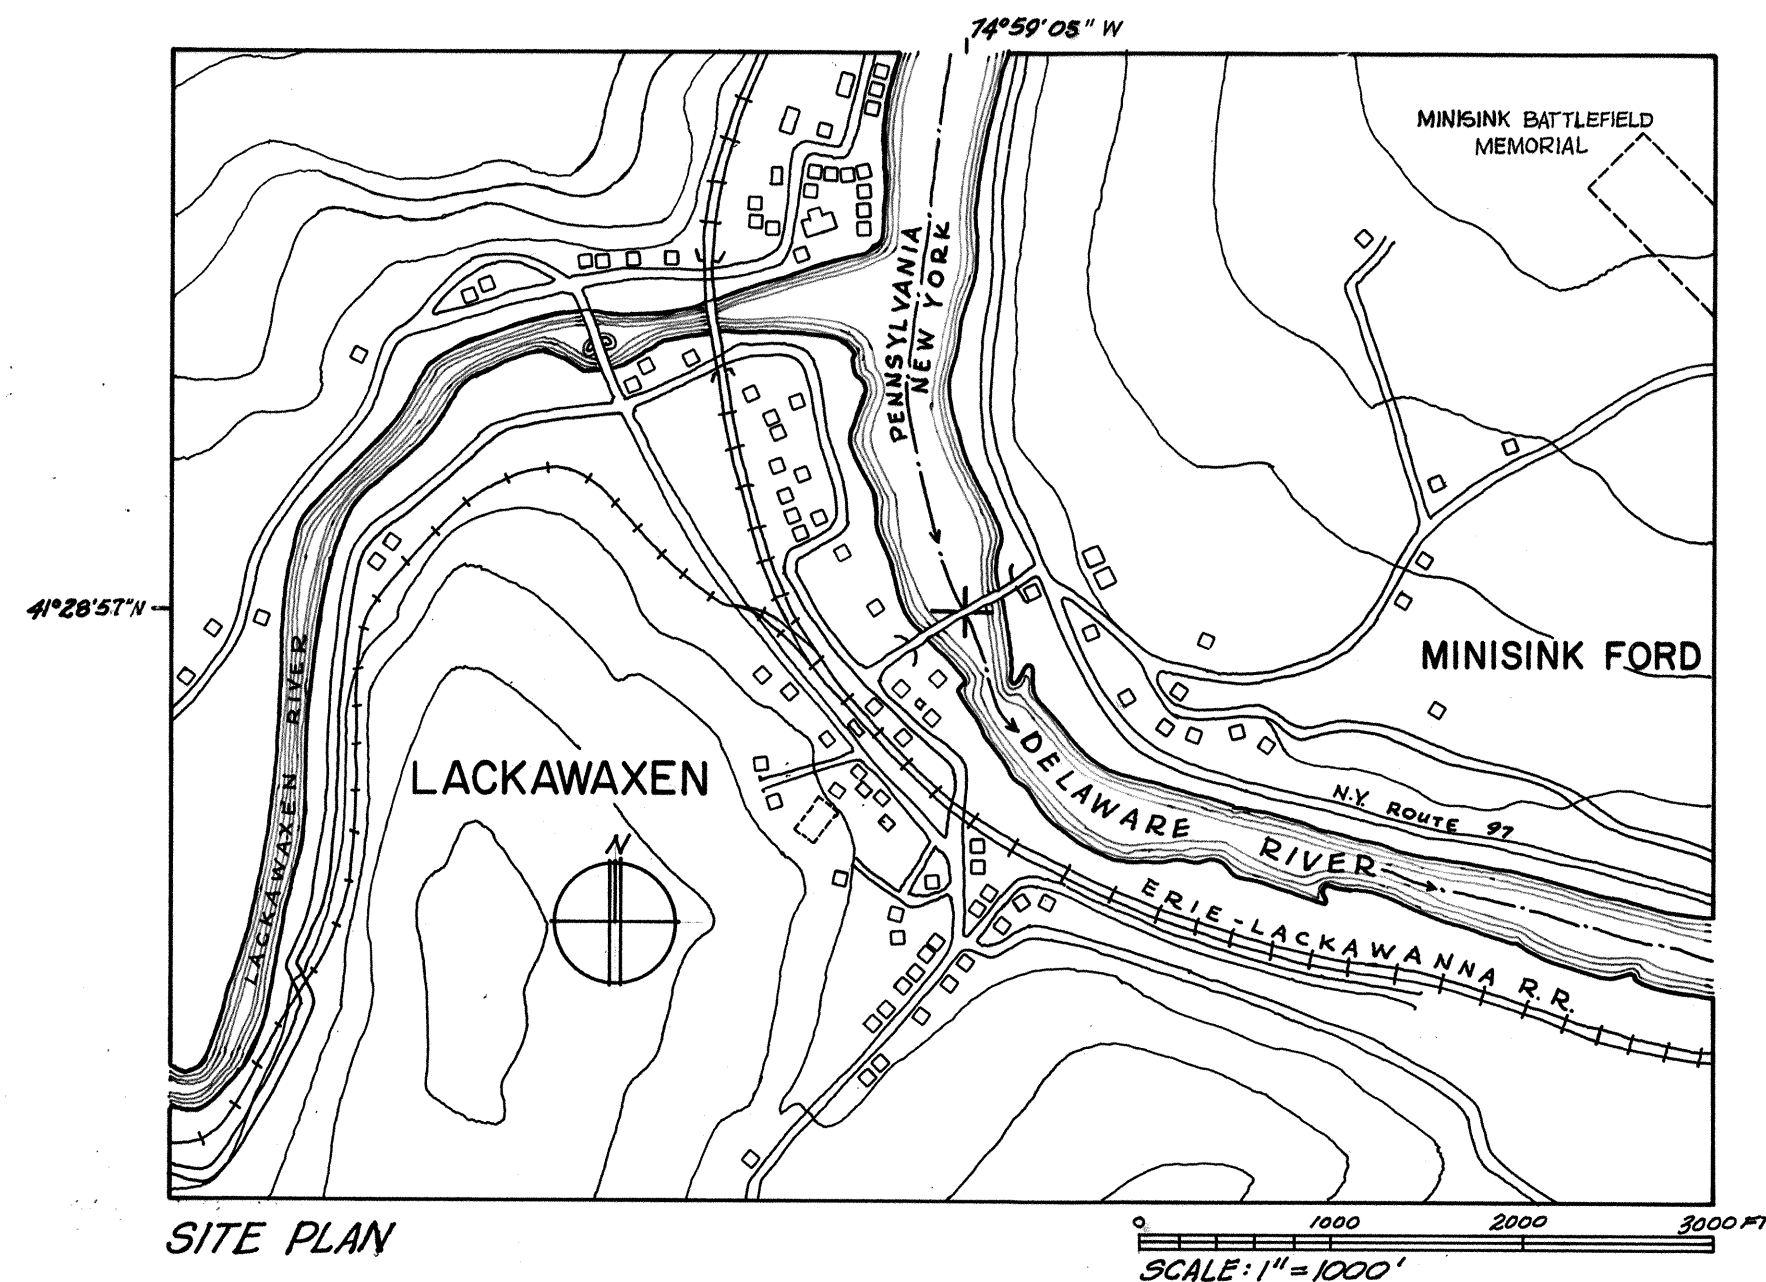 74°59'05" W
MINISINK BATTLEFIELD
MEMORIAL
PENNSYLVANIA
NEW YORK
41°28'57"N
MINISINK FORD
LACKAWAXEN RIVER
LACKAWAXEN
N
DELAWARE RIVER
N.Y. ROUTE 97
ERIE-LACKAWANNA R.R.
SITE PLAN
0 1000 2000 3000 FT
SCALE: 1" = 1000'